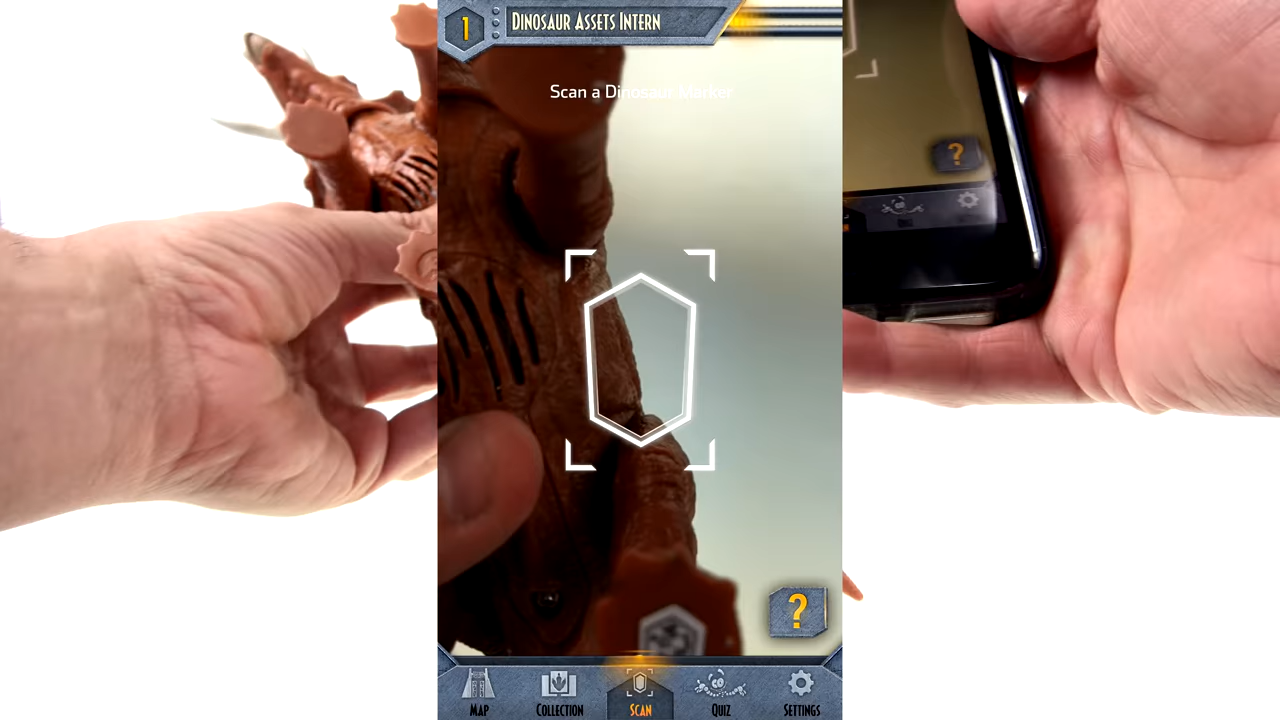 1
Dinosaur Assets Intern
Scan a Dinosaur Marker
?
?
Map
Collection
Scan
Quiz
Settings